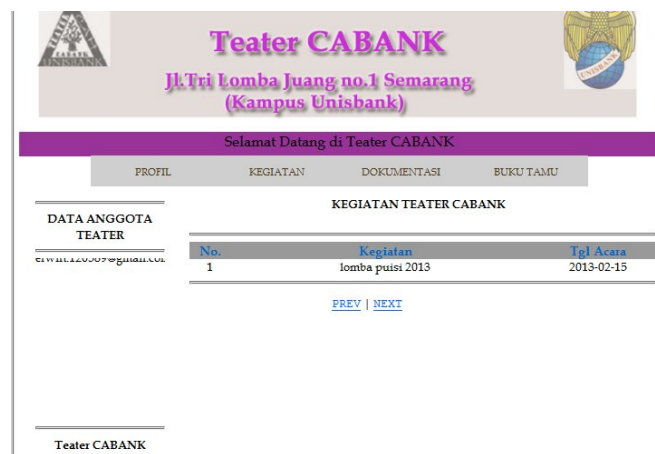 Teater CABANK
Jl.Tri Lomba Juang no.1 Semarang
(Kampus Unisbank)
UNISBANK
UNISBANK
Selamat Datang di Teater CABANK
PROFIL KEGIATAN DOKUMENTASI BUKU TAMU
DATA ANGGOTA
TEATER
KEGIATAN TEATER CABANK
No. Kegiatan Tgl Acara
1 lomba puisi 2013 2013-02-15
PREV | NEXT
Teater CABANK